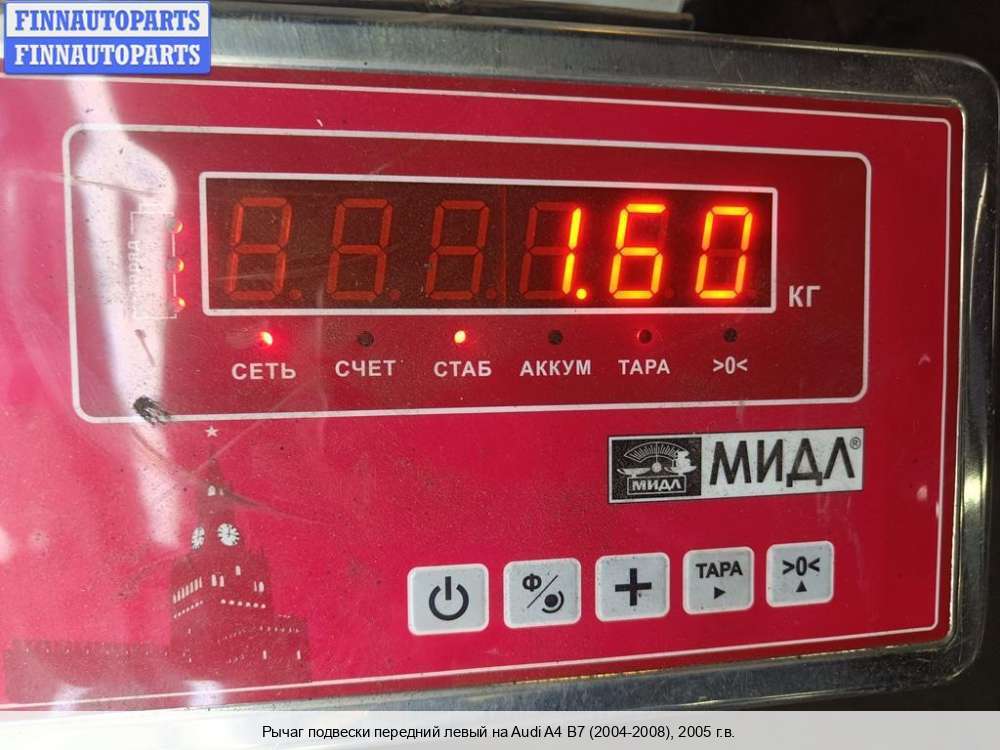 FINNAUTOPARTS
FINNAUTOPARTS
заряд
1.60
КГ
СЕТЬ СЧЕТ СТАБ АККУМ ТАРА >0<
МИДЛ МИДЛ®
Ф/ + ТАРА >0<
Рычаг подвески передний левый на Audi A4 B7 (2004-2008), 2005 г.в.